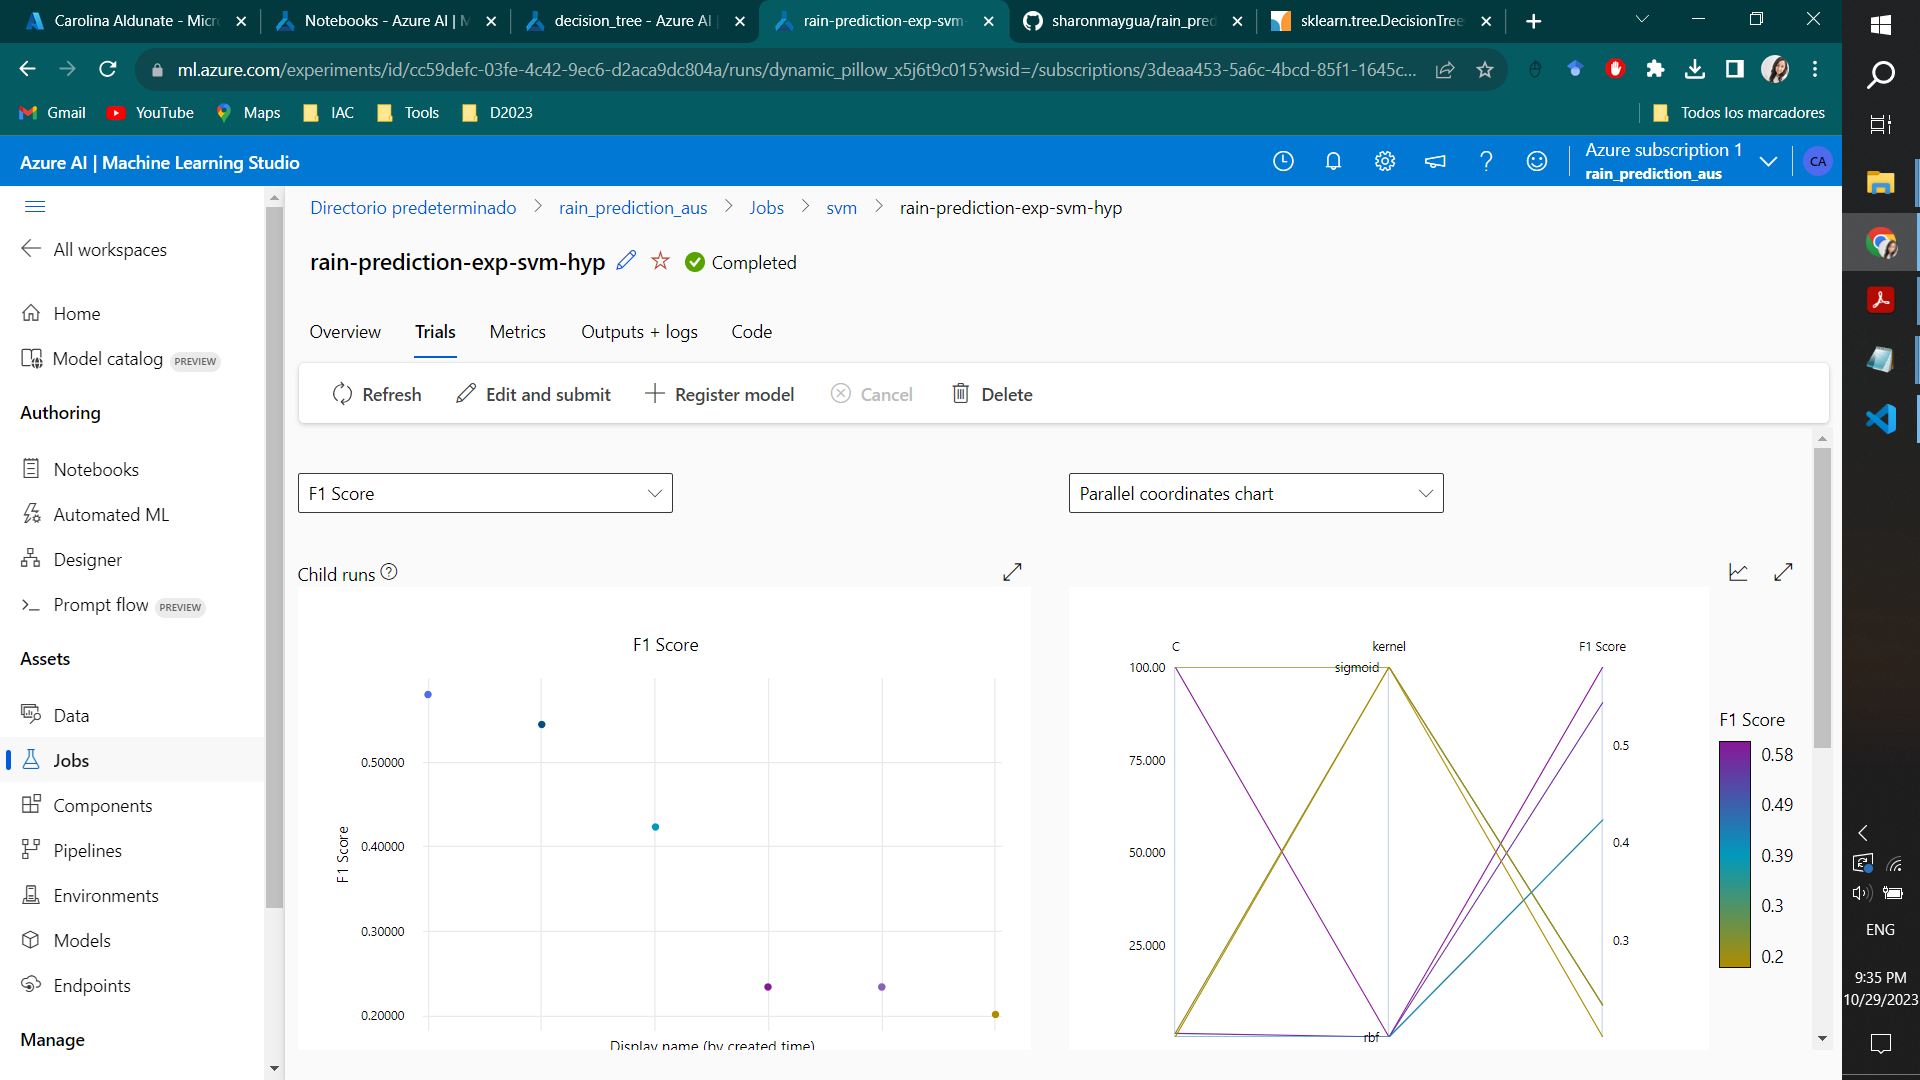 Carolina Aldunate - Micro
Notebooks - Azure AI | M
decision_tree - Azure AI |
rain-prediction-exp-svm-
sharonmaygua/rain_pred
sklearn.tree.DecisionTree
ml.azure.com/experiments/id/cc59defc-03fe-4c42-9ec6-d2aca9dc804a/runs/dynamic_pillow_x5j6t9c015?wsid=/subscriptions/3deaa453-5a6c-4bcd-85f1-1645c...
Gmail
YouTube
Maps
IAC
Tools
D2023
Todos los marcadores
Azure AI | Machine Learning Studio
Azure subscription 1
rain_prediction_aus
CA
Directorio predeterminado
rain_prediction_aus
Jobs
svm
rain-prediction-exp-svm-hyp
All workspaces
Home
Model catalog PREVIEW
Authoring
Notebooks
Automated ML
Designer
Prompt flow PREVIEW
Assets
Data
Jobs
Components
Pipelines
Environments
Models
Endpoints
Manage
rain-prediction-exp-svm-hyp
Completed
Overview
Trials
Metrics
Outputs + logs
Code
Refresh
Edit and submit
Register model
Cancel
Delete
F1 Score
Parallel coordinates chart
Child runs
F1 Score
0.50000
0.40000
0.30000
0.20000
F1 Score
Display name (by created time)
C
kernel
F1 Score
100.00
75.000
50.000
25.000
sigmoid
rbf
0.5
0.4
0.3
F1 Score
0.58
0.49
0.39
0.3
0.2
ENG
9:35 PM
10/29/2023